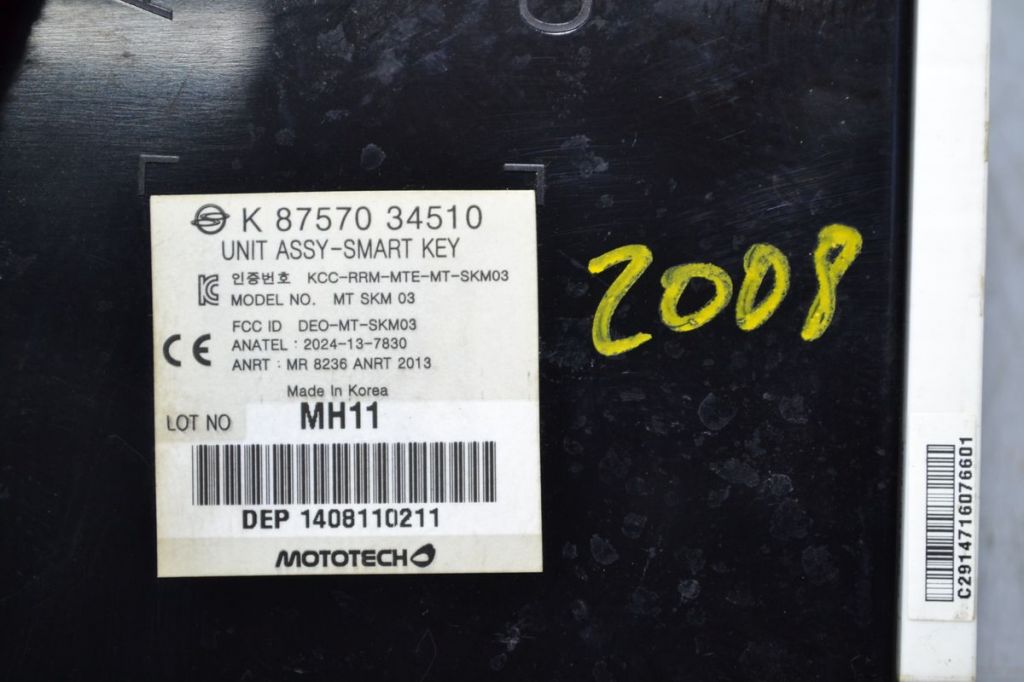 K 87570 34510
UNIT ASSY-SMART KEY
인증번호 KCC-RRM-MTE-MT-SKM03
MODEL NO. MT SKM 03
FCC ID DEO-MT-SKM03
ANATEL : 2024-13-7830
ANRT : MR 8236 ANRT 2013
CE
Made In Korea
LOT NO MH11
DEP 1408110211
MOTOTECH
2008
C2914716076601